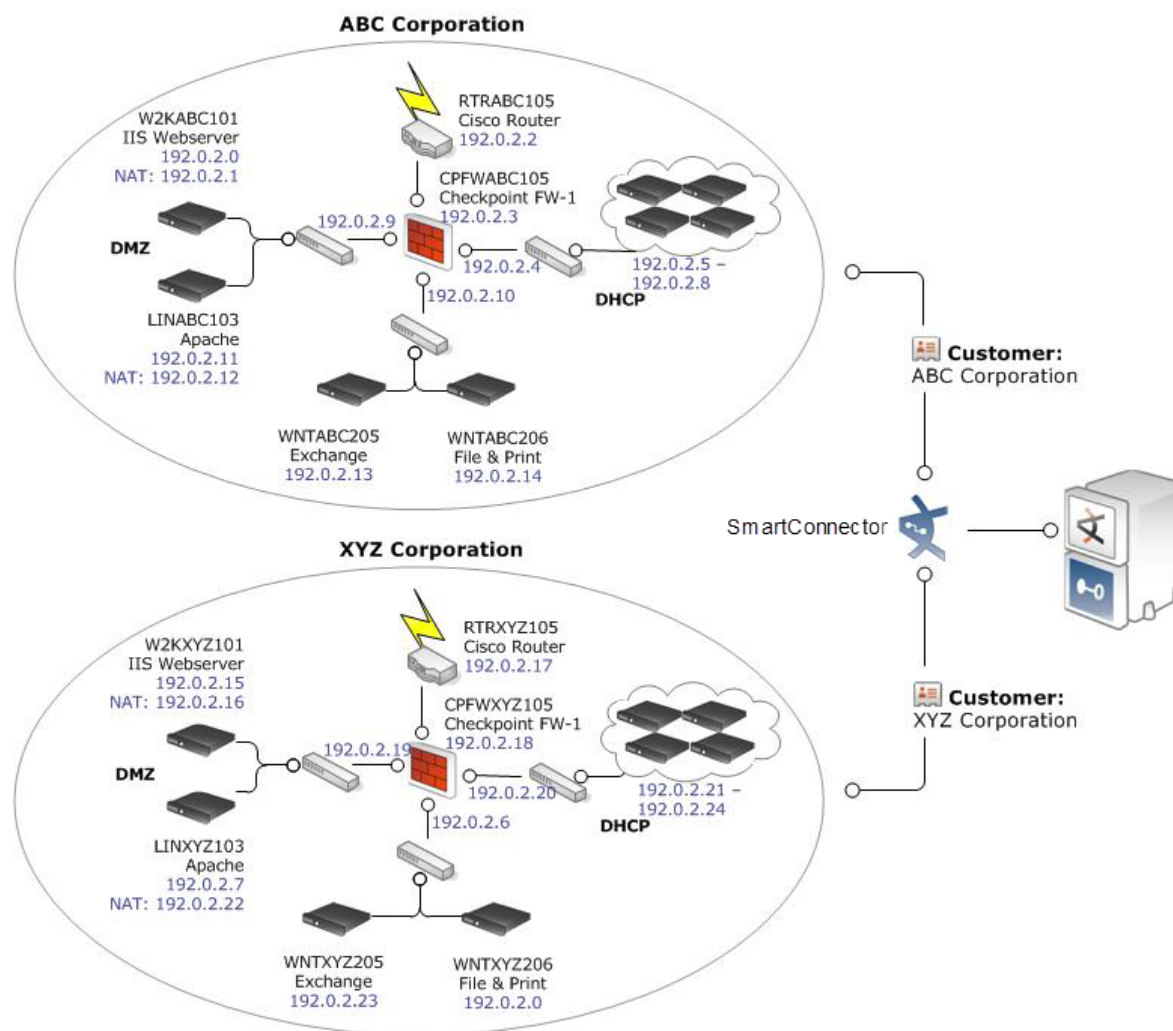 ABC Corporation
W2KABC101
IIS Webserver
192.0.2.0
NAT: 192.0.2.1
RTRABC105
Cisco Router
192.0.2.2
CPFWABC105
Checkpoint FW-1
192.0.2.3
192.0.2.9
DMZ
192.0.2.4
192.0.2.5 –
192.0.2.8
DHCP
192.0.2.10
LINABC103
Apache
192.0.2.11
NAT: 192.0.2.12
WNTABC205
Exchange
192.0.2.13
WNTABC206
File & Print
192.0.2.14
Customer:
ABC Corporation
SmartConnector
XYZ Corporation
W2KXYZ101
IIS Webserver
192.0.2.15
NAT: 192.0.2.16
RTRXYZ105
Cisco Router
192.0.2.17
CPFWXYZ105
Checkpoint FW-1
192.0.2.18
192.0.2.19
DMZ
192.0.2.20
192.0.2.21 –
192.0.2.24
DHCP
192.0.2.6
LINXYZ103
Apache
192.0.2.7
NAT: 192.0.2.22
WNTXYZ205
Exchange
192.0.2.23
WNTXYZ206
File & Print
192.0.2.0
Customer:
XYZ Corporation